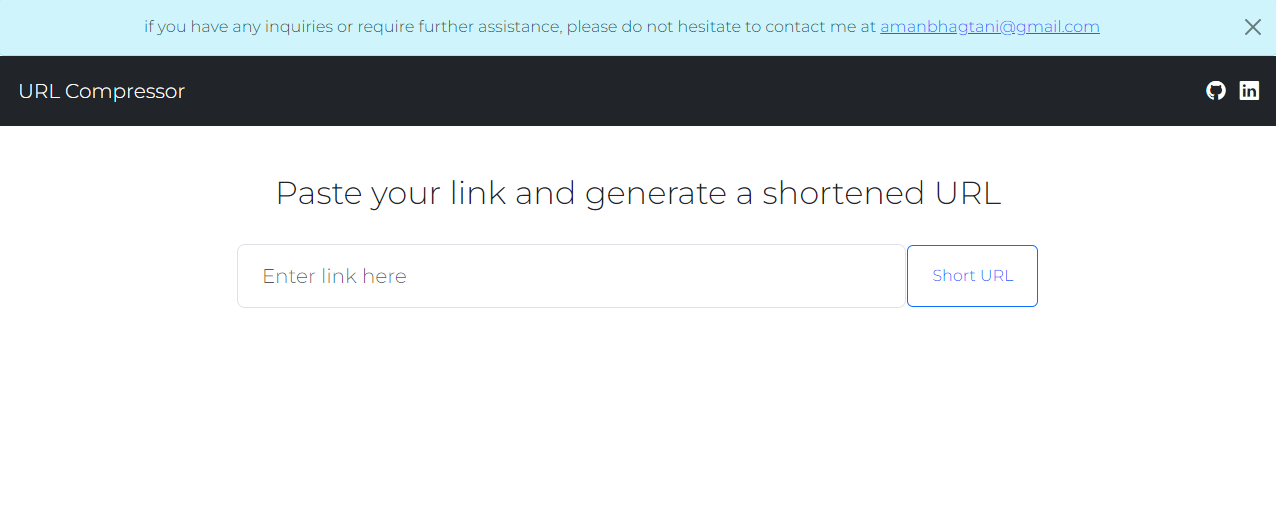 if you have any inquiries or require further assistance, please do not hesitate to contact me at amanbhagtani@gmail.com
URL Compressor
Paste your link and generate a shortened URL
Enter link here
Short URL